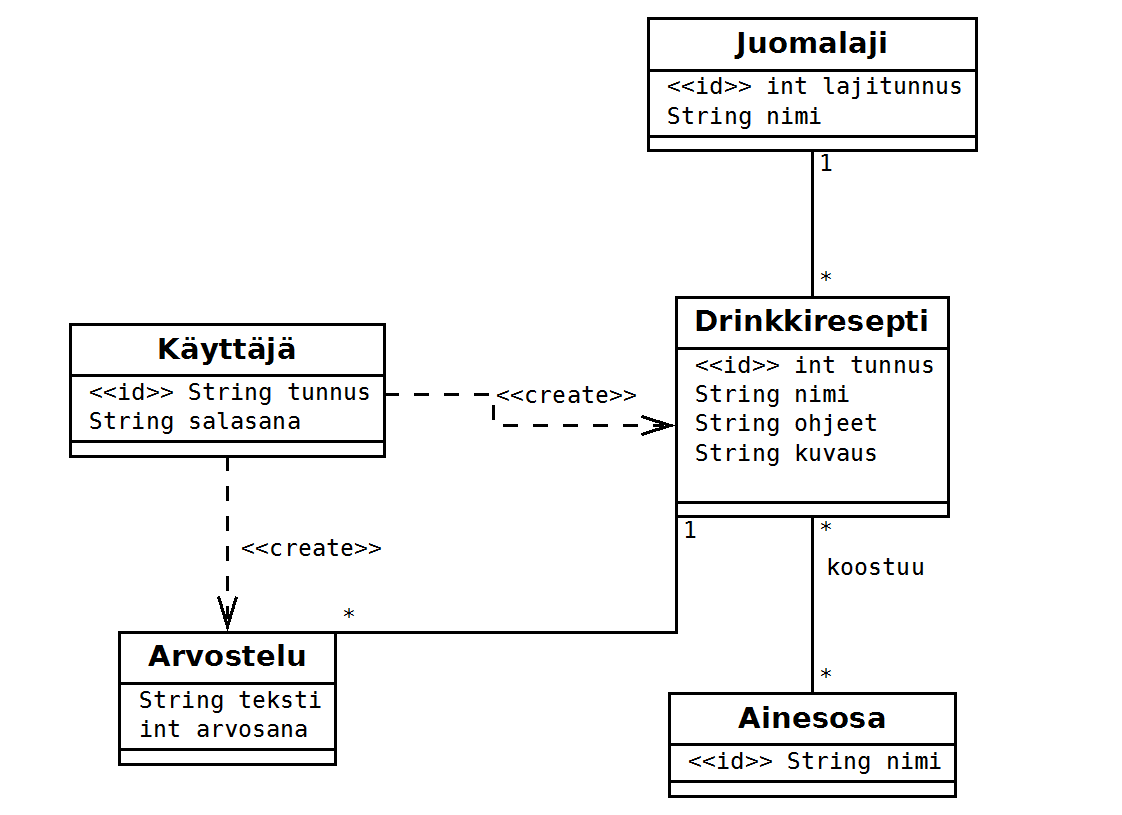 Juomalaji
<<id>> int lajitunnus
String nimi
1
*
Drinkkiresepti
<<id>> int tunnus
String nimi
String ohjeet
String kuvaus
Käyttäjä
<<id>> String tunnus
String salasana
<<create>>
<<create>>
1
*
koostuu
*
*
Arvostelu
String teksti
int arvosana
Ainesosa
<<id>> String nimi